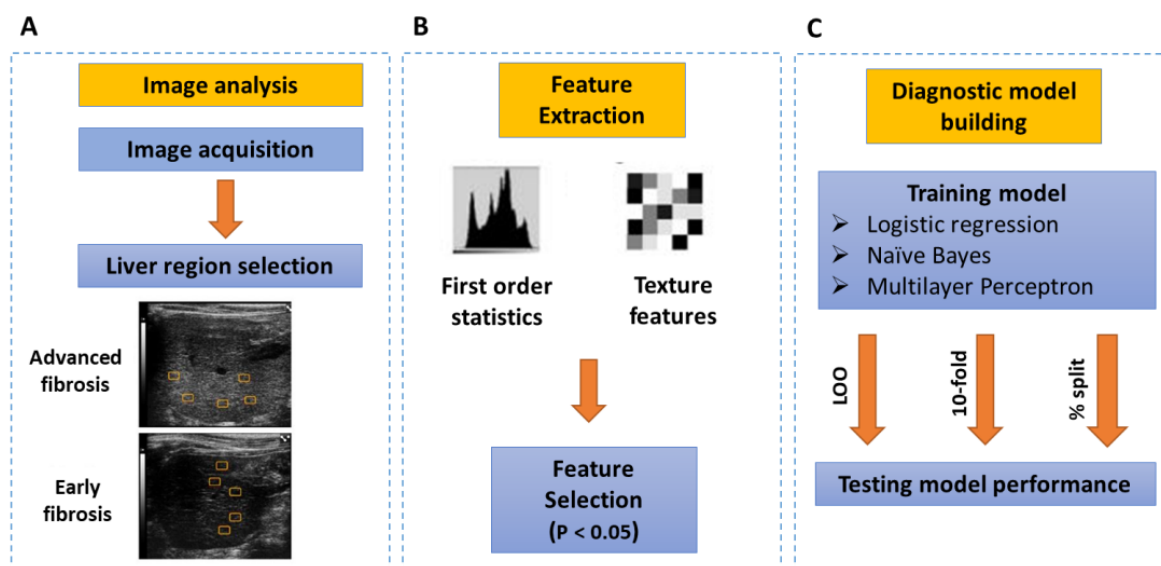 A
Image analysis
Image acquisition
Liver region selection
Advanced
fibrosis
Early
fibrosis
B
Feature
Extraction
First order
statistics
Texture
features
Feature
Selection
(P < 0.05)
C
Diagnostic model
building
Training model
➢ Logistic regression
➢ Naïve Bayes
➢ Multilayer Perceptron
LOO
10-fold
% split
Testing model performance